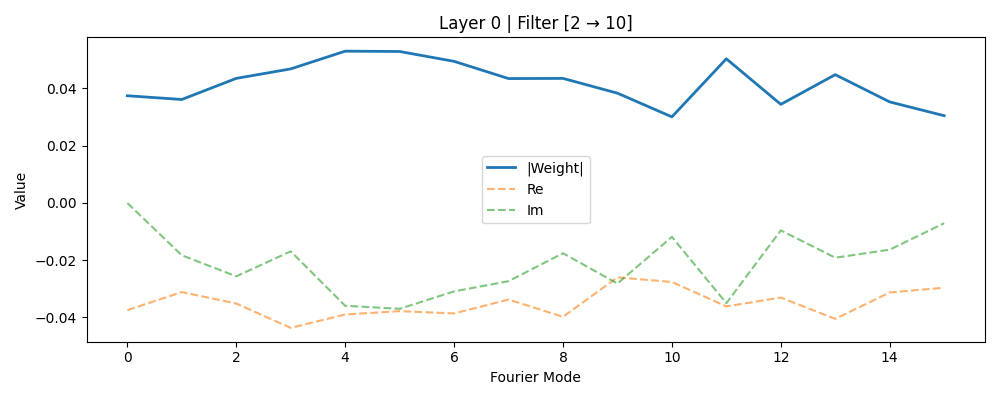 Layer 0 | Filter [2 → 10]
Value
0.04
0.02
0.00
−0.02
−0.04
|Weight|
Re
Im
0 2 4 6 8 10 12 14
Fourier Mode